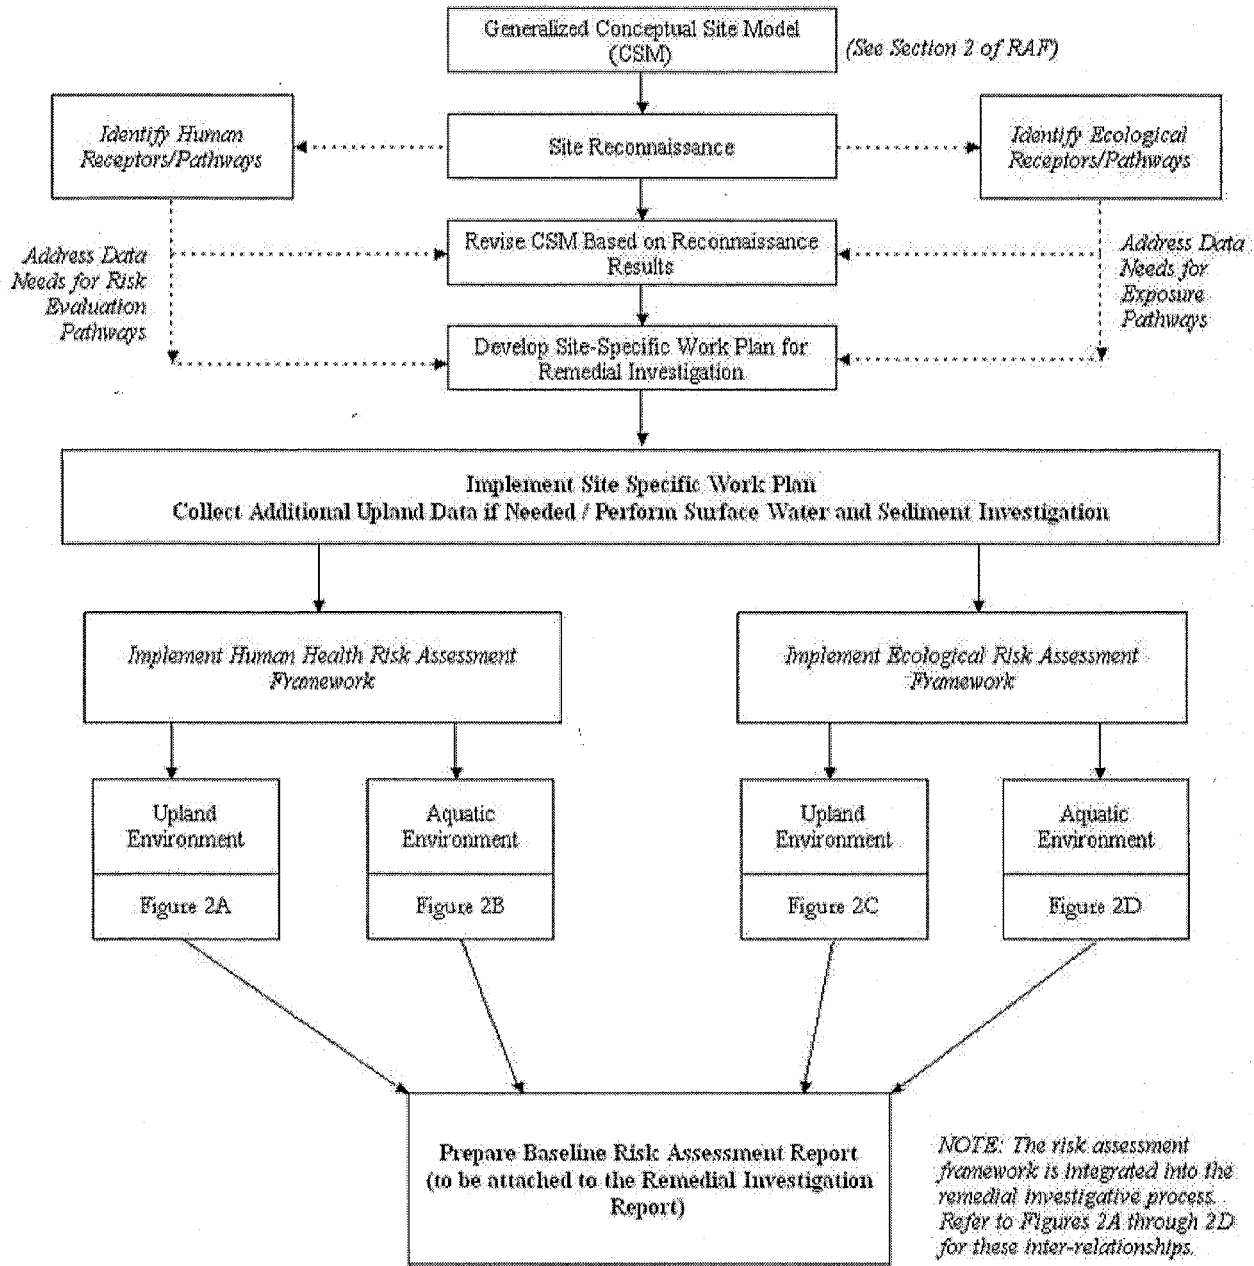 Generalized Conceptual Site Model
(CSM)
(See Section 2 of RAF)
Identify Human
Receptors/Pathways
Site Reconnaissance
Identify Ecological
Receptors/Pathways
Address Data
Needs for Risk
Evaluation
Pathways
Revise CSM Based on Reconnaissance
Results
Address Data
Needs for
Exposure
Pathways
Develop Site-Specific Work Plan for
Remedial Investigation
Implement Site Specific Work Plan
Collect Additional Upland Data if Needed / Perform Surface Water and Sediment Investigation
Implement Human Health Risk Assessment
Framework
Implement Ecological Risk Assessment
Framework
Upland
Environment
Figure 2A
Aquatic
Environment
Figure 2B
Upland
Environment
Figure 2C
Aquatic
Environment
Figure 2D
Prepare Baseline Risk Assessment Report
(to be attached to the Remedial Investigation
Report)
NOTE: The risk assessment
framework is integrated into the
remedial investigative process.
Refer to Figures 2A through 2D
for these inter-relationships.